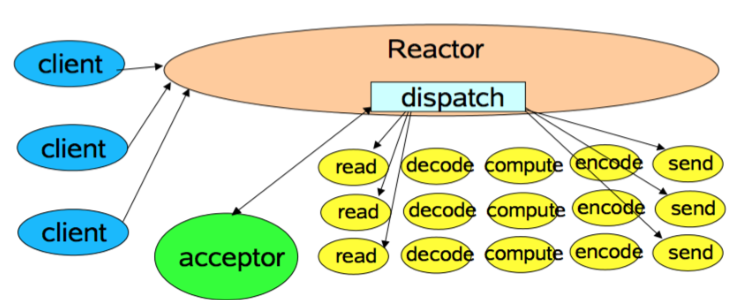 Reactor
client
dispatch
client
read decode compute encode send
read decode compute encode send
client
acceptor
read decode compute encode send